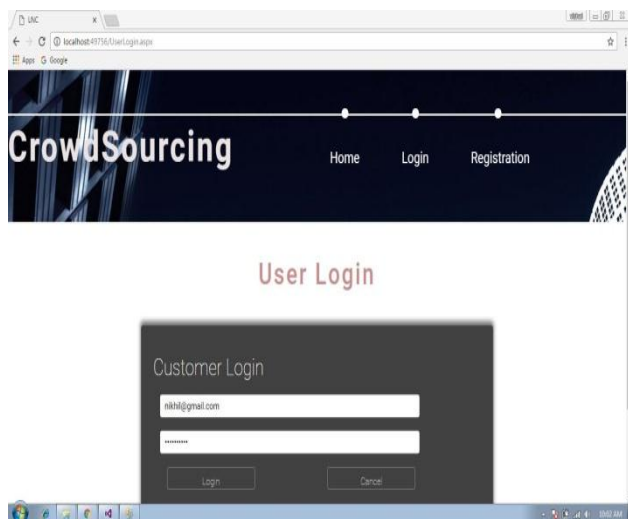 LNC
localhost:49756/UserLogin.aspx
Apps Google
CrowdSourcing
Home Login Registration
User Login
Customer Login
nikhil@gmail.com
Login Cancel